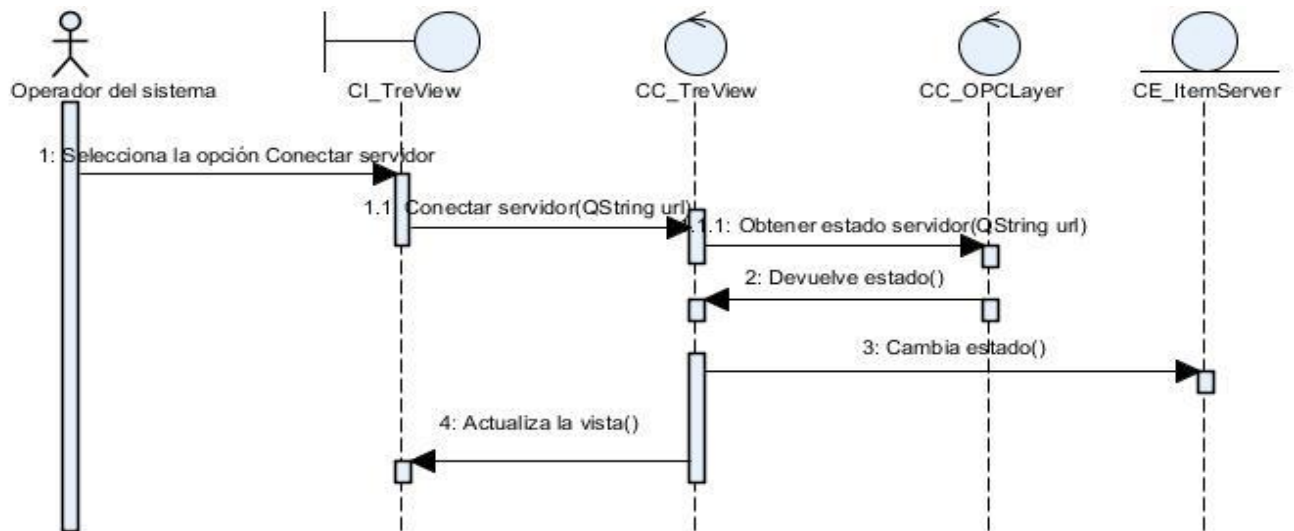 Operador del sistema
CI_TreView
CC_TreView
CC_OPCLayer
CE_ItemServer
1: Selecciona la opción Conectar servidor
1.1: Conectar servidor(QString url)
1.1.1: Obtener estado servidor(QString url)
2: Devuelve estado()
3: Cambia estado()
4: Actualiza la vista()